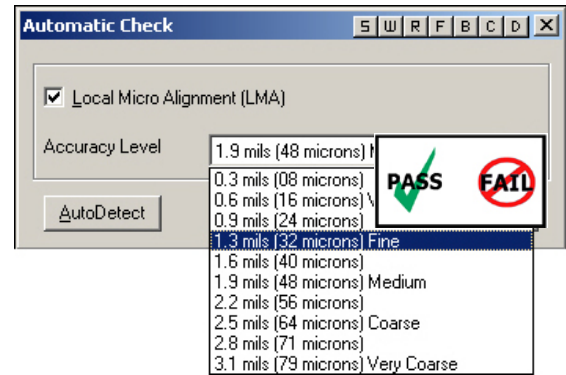 Automatic Check S W R F B C D
Local Micro Alignment (LMA)
Accuracy Level
1.9 mils (48 microns)
PASS FAIL
0.3 mils (08 microns)
0.6 mils (16 microns)
0.9 mils (24 microns)
1.3 mils (32 microns) Fine
1.6 mils (40 microns)
1.9 mils (48 microns) Medium
2.2 mils (56 microns)
2.5 mils (64 microns) Coarse
2.8 mils (71 microns)
3.1 mils (79 microns) Very Coarse
AutoDetect